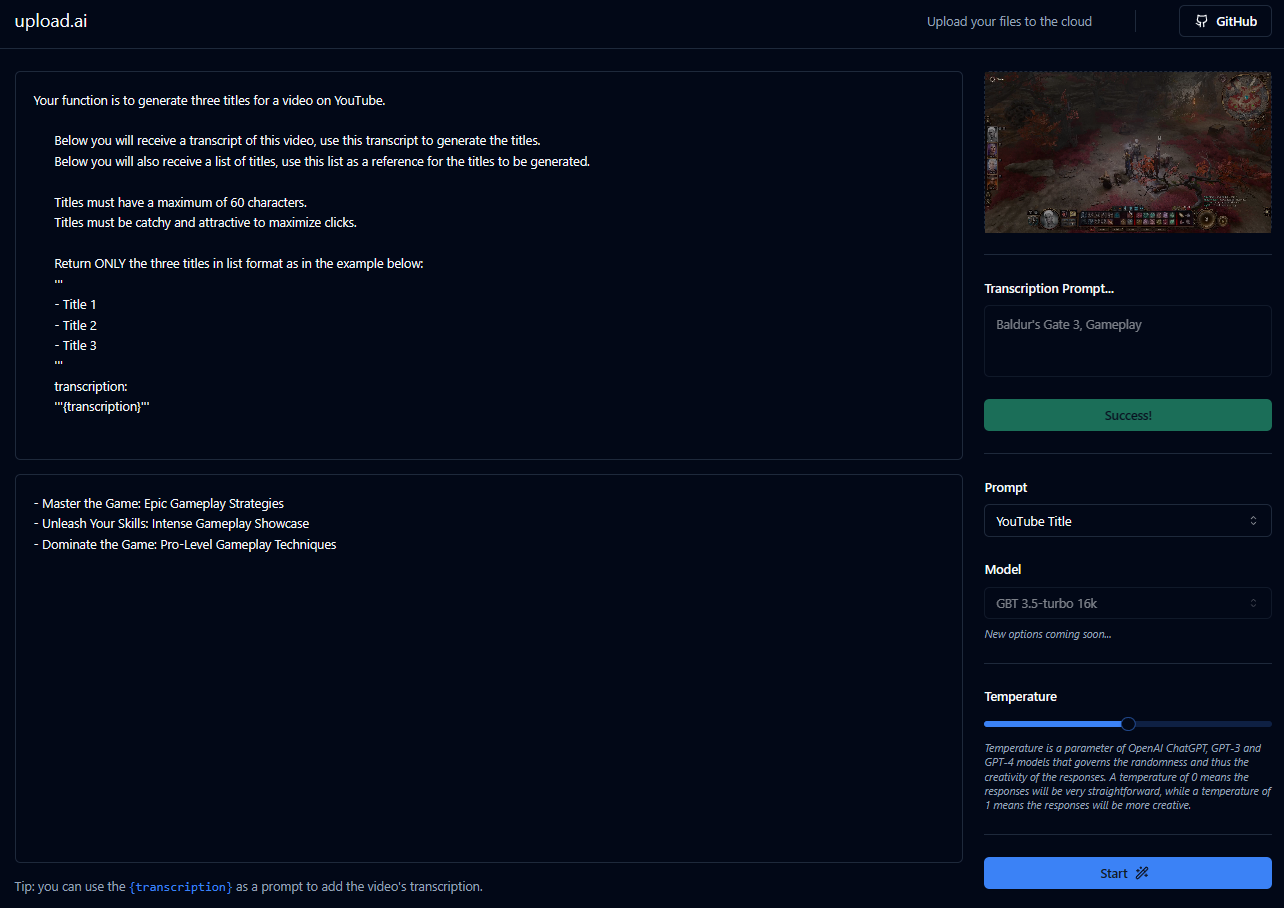 upload.ai
Upload your files to the cloud
GitHub
Your function is to generate three titles for a video on YouTube.
Below you will receive a transcript of this video, use this transcript to generate the titles.
Below you will also receive a list of titles, use this list as a reference for the titles to be generated.
Titles must have a maximum of 60 characters.
Titles must be catchy and attractive to maximize clicks.
Return ONLY the three titles in list format as in the example below:
'''
- Title 1
- Title 2
- Title 3
'''
transcription:
'''{transcription}'''
- Master the Game: Epic Gameplay Strategies
- Unleash Your Skills: Intense Gameplay Showcase
- Dominate the Game: Pro-Level Gameplay Techniques
Tip: you can use the {transcription} as a prompt to add the video's transcription.
Transcription Prompt...
Baldur's Gate 3, Gameplay
Success!
Prompt
YouTube Title
Model
GBT 3.5-turbo 16k
New options coming soon...
Temperature
Temperature is a parameter of OpenAI ChatGPT, GPT-3 and
GPT-4 models that governs the randomness and thus the
creativity of the responses. A temperature of 0 means the
responses will be very straightforward, while a temperature of
1 means the responses will be more creative.
Start